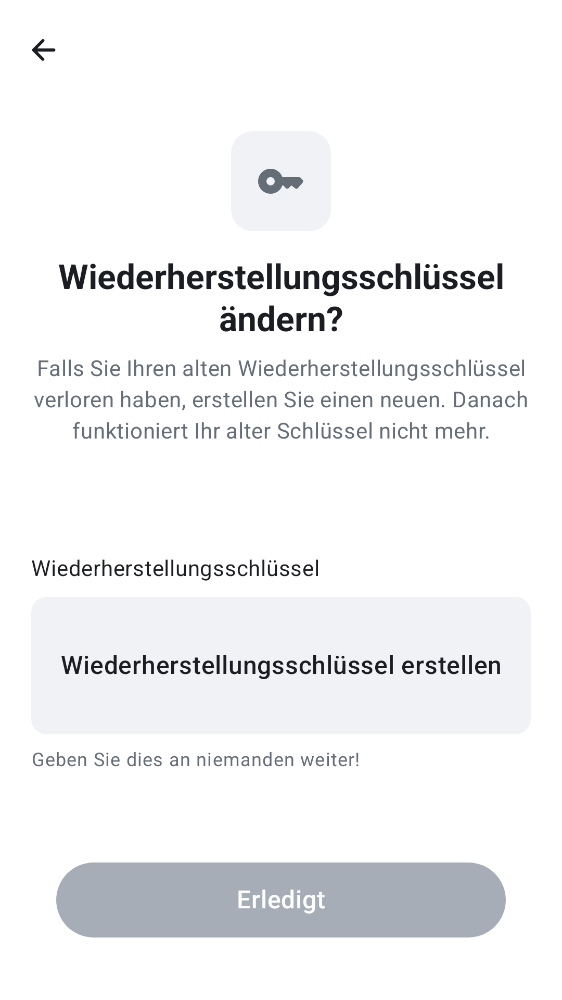 Wiederherstellungsschlüssel
ändern?
Falls Sie Ihren alten Wiederherstellungsschlüssel
verloren haben, erstellen Sie einen neuen. Danach
funktioniert Ihr alter Schlüssel nicht mehr.
Wiederherstellungsschlüssel
Wiederherstellungsschlüssel erstellen
Geben Sie dies an niemanden weiter!
Erledigt